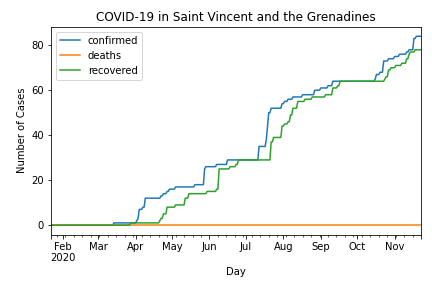 COVID-19 in Saint Vincent and the Grenadines
confirmed
deaths
recovered
Number of Cases
80
60
40
20
0
Feb Mar Apr May Jun Jul Aug Sep Oct Nov
2020
Day